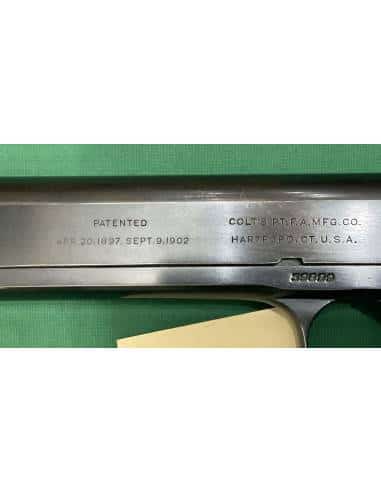 PATENTED
APR. 20, 1897. SEPT. 9, 1902
COLT'S PT. F. A. MFG. CO.
HARTFORD, CT. U. S. A.